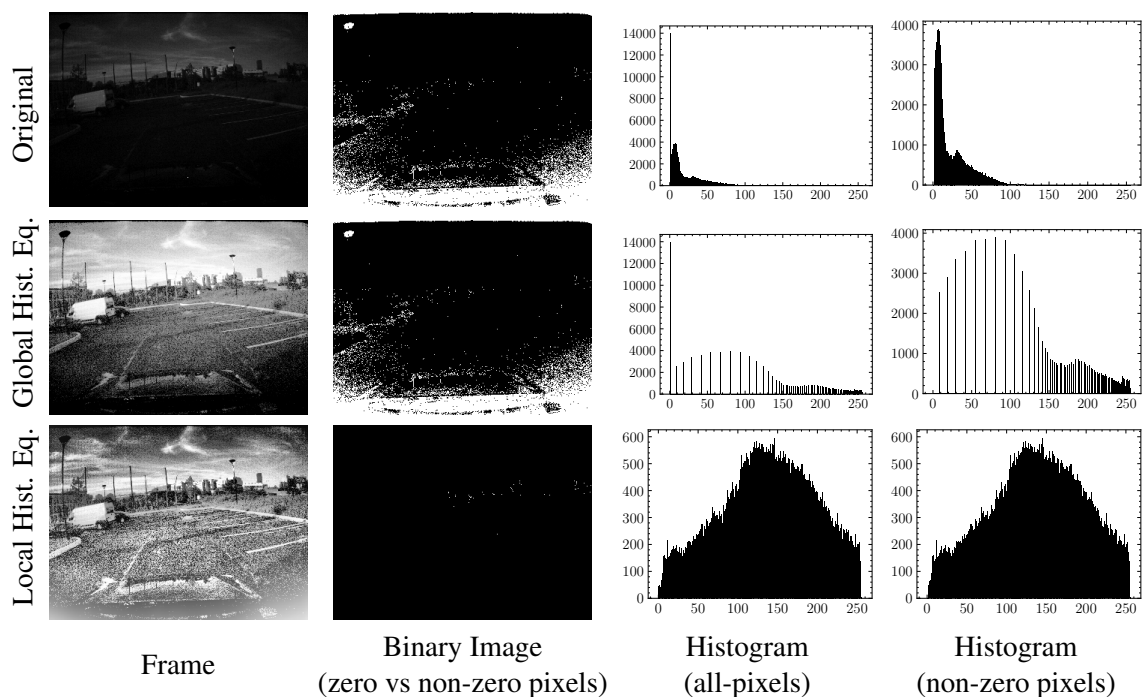 Original
14000
12000
10000
8000
6000
4000
2000
0
0 50 100 150 200 250
4000
3000
2000
1000
0
0 50 100 150 200 250
Global Hist. Eq.
14000
12000
10000
8000
6000
4000
2000
0
0 50 100 150 200 250
4000
3000
2000
1000
0
0 50 100 150 200 250
Local Hist. Eq.
600
500
400
300
200
100
0
0 50 100 150 200 250
600
500
400
300
200
100
0
0 50 100 150 200 250
Frame
Binary Image
(zero vs non-zero pixels)
Histogram
(all-pixels)
Histogram
(non-zero pixels)